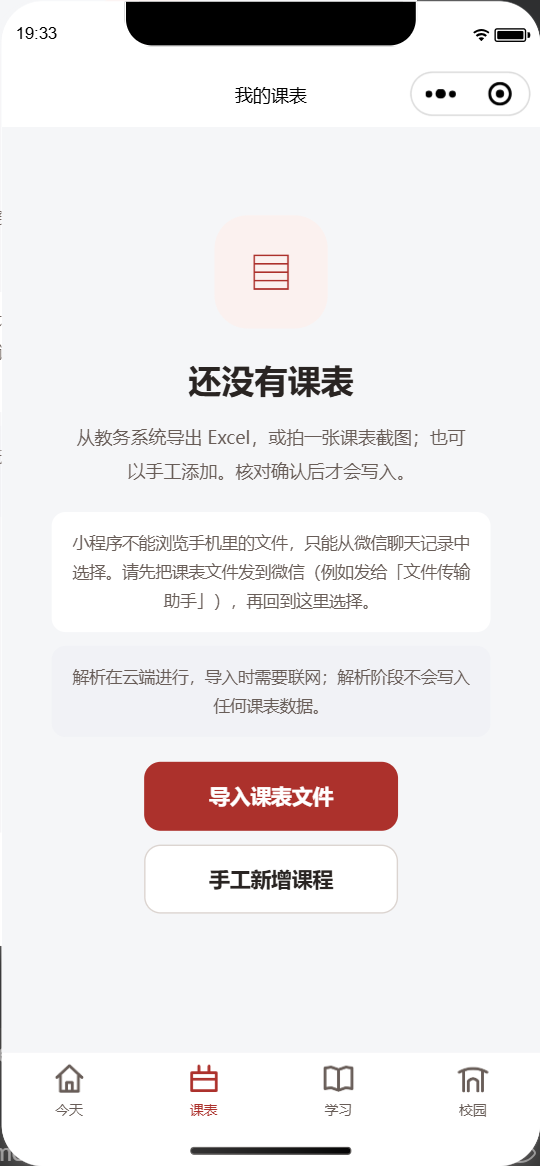 19:33
我的课表
还没有课表
从教务系统导出 Excel，或拍一张课表截图；也可
以手工添加。核对确认后才会写入。
小程序不能浏览手机里的文件，只能从微信聊天记录中
选择。请先把课表文件发到微信（例如发给「文件传输
助手」），再回到这里选择。
解析在云端进行，导入时需要联网；解析阶段不会写入
任何课表数据。
导入课表文件
手工新增课程
今天
课表
学习
校园